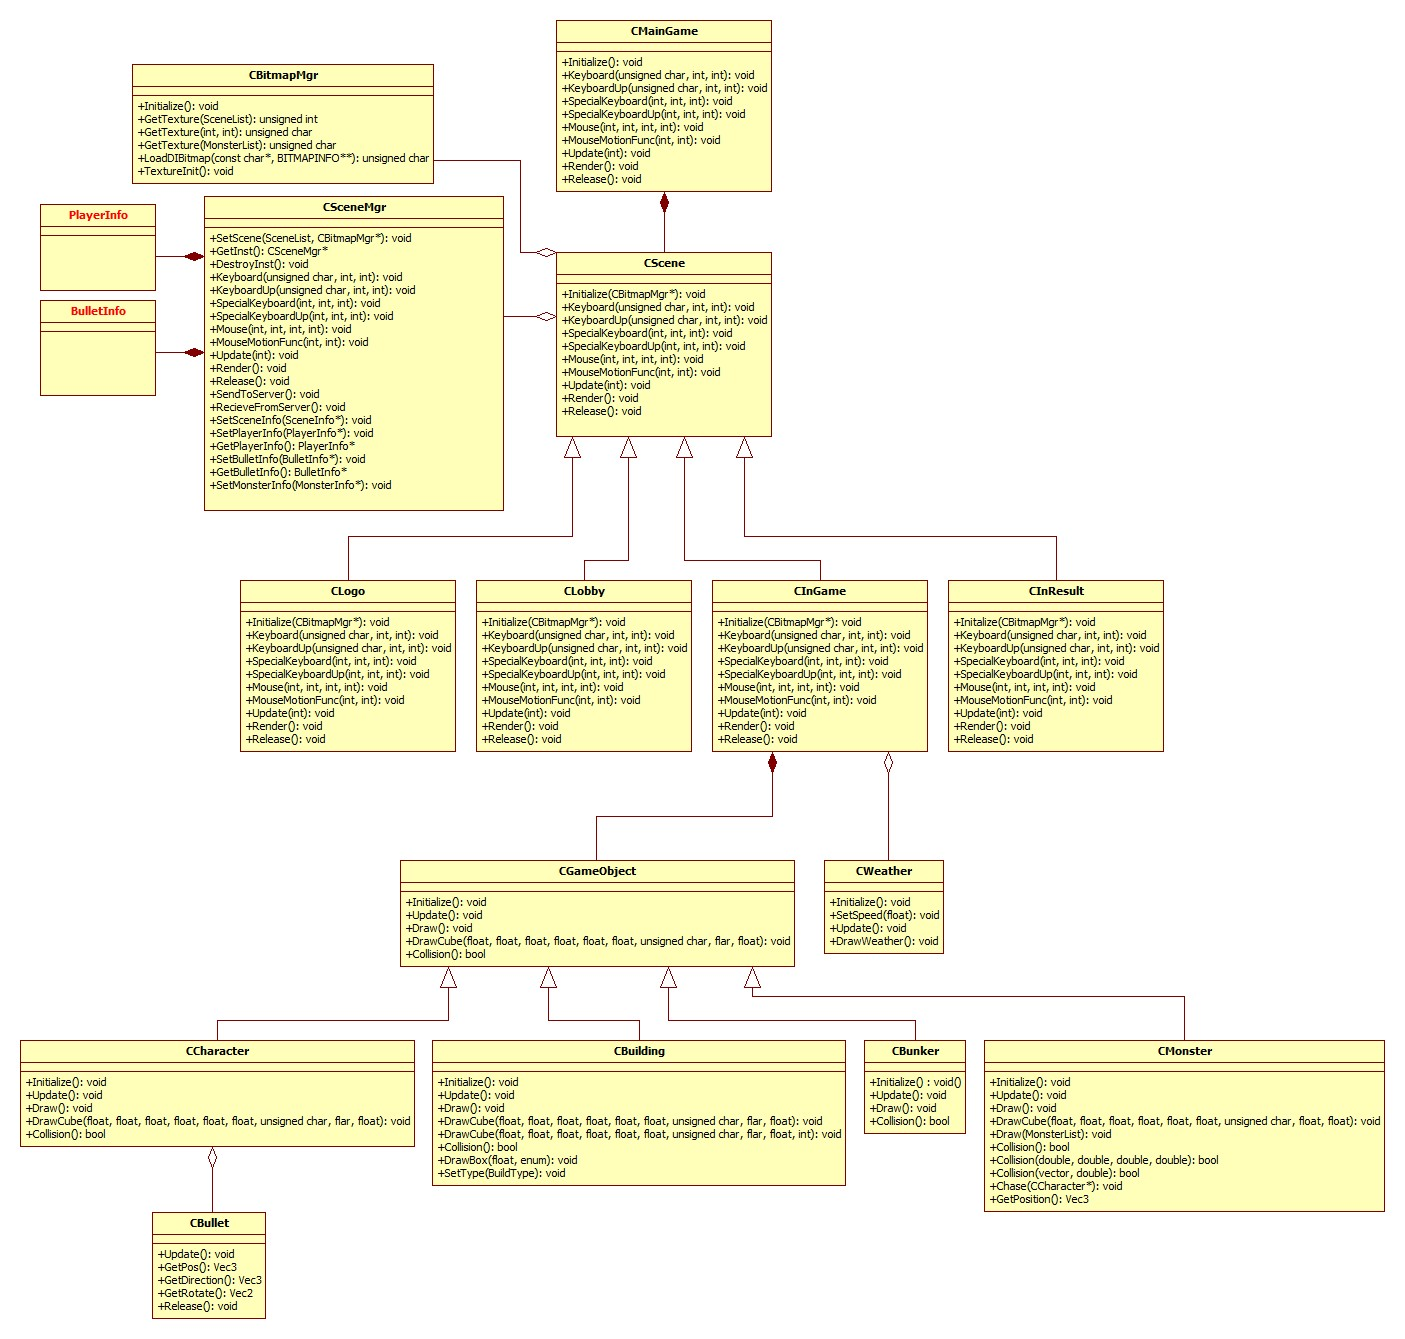 CMainGame
+Initialize(): void
+Keyboard(unsigned char, int, int): void
+KeyboardUp(unsigned char, int, int): void
+SpecialKeyboard(int, int, int): void
+SpecialKeyboardUp(int, int, int): void
+Mouse(int, int, int, int): void
+MouseMotionFunc(int, int): void
+Update(int): void
+Render(): void
+Release(): void
CBitmapMgr
+Initialize(): void
+GetTexture(SceneList): unsigned int
+GetTexture(int, int): unsigned char
+GetTexture(MonsterList): unsigned char
+LoadDIBitmap(const char*, BITMAPINFO**): unsigned char
+TextureInit(): void
PlayerInfo
BulletInfo
CSceneMgr
+SetScene(SceneList, CBitmapMgr*): void
+GetInst(): CSceneMgr*
+DestroyInst(): void
+Keyboard(unsigned char, int, int): void
+KeyboardUp(unsigned char, int, int): void
+SpecialKeyboard(int, int, int): void
+SpecialKeyboardUp(int, int, int): void
+Mouse(int, int, int, int): void
+MouseMotionFunc(int, int): void
+Update(int): void
+Render(): void
+Release(): void
+SendToServer(): void
+RecieveFromServer(): void
+SetSceneInfo(SceneInfo*): void
+SetPlayerInfo(PlayerInfo*): void
+GetPlayerInfo(): PlayerInfo*
+SetBulletInfo(BulletInfo*): void
+GetBulletInfo(): BulletInfo*
+SetMonsterInfo(MonsterInfo*): void
CScene
+Initialize(CBitmapMgr*): void
+Keyboard(unsigned char, int, int): void
+KeyboardUp(unsigned char, int, int): void
+SpecialKeyboard(int, int, int): void
+SpecialKeyboardUp(int, int, int): void
+Mouse(int, int, int, int): void
+MouseMotionFunc(int, int): void
+Update(int): void
+Render(): void
+Release(): void
CLogo
+Initialize(CBitmapMgr*): void
+Keyboard(unsigned char, int, int): void
+KeyboardUp(unsigned char, int, int): void
+SpecialKeyboard(int, int, int): void
+SpecialKeyboardUp(int, int, int): void
+Mouse(int, int, int, int): void
+MouseMotionFunc(int, int): void
+Update(int): void
+Render(): void
+Release(): void
CLobby
+Initialize(CBitmapMgr*): void
+Keyboard(unsigned char, int, int): void
+KeyboardUp(unsigned char, int, int): void
+SpecialKeyboard(int, int, int): void
+SpecialKeyboardUp(int, int, int): void
+Mouse(int, int, int, int): void
+MouseMotionFunc(int, int): void
+Update(int): void
+Render(): void
+Release(): void
CInGame
+Initialize(CBitmapMgr*): void
+Keyboard(unsigned char, int, int): void
+KeyboardUp(unsigned char, int, int): void
+SpecialKeyboard(int, int, int): void
+SpecialKeyboardUp(int, int, int): void
+Mouse(int, int, int, int): void
+MouseMotionFunc(int, int): void
+Update(int): void
+Render(): void
+Release(): void
CInResult
+Initalize(CBitmapMgr*): void
+Keyboard(unsigned char, int, int): void
+KeyboardUp(unsigned char, int, int): void
+SpecialKeyboard(int, int, int): void
+SpecialKeyboardUp(int, int, int): void
+Mouse(int, int, int, int): void
+MouseMotionFunc(int, int): void
+Update(int): void
+Render(): void
+Release(): void
CGameObject
+Initialize(): void
+Update(): void
+Draw(): void
+DrawCube(float, float, float, float, float, float, unsigned char, flar, float): void
+Collision(): bool
CWeather
+Initialize(): void
+SetSpeed(float): void
+Update(): void
+DrawWeather(): void
CCharacter
+Initialize(): void
+Update(): void
+Draw(): void
+DrawCube(float, float, float, float, float, float, unsigned char, flar, float): void
+Collision(): bool
CBuilding
+Initialize(): void
+Update(): void
+Draw(): void
+DrawCube(float, float, float, float, float, float, unsigned char, flar, float): void
+DrawCube(float, float, float, float, float, float, unsigned char, flar, float, int): void
+Collision(): bool
+DrawBox(float, enum): void
+SetType(BuildType): void
CBunker
+Initialize() : void()
+Update(): void
+Draw(): void
+Collision(): bool
CMonster
+Initialize(): void
+Update(): void
+Draw(): void
+DrawCube(float, float, float, float, float, float, unsigned char, float, float): void
+Draw(MonsterList): void
+Collision(): bool
+Collision(double, double, double, double): bool
+Collision(vector, double): bool
+Chase(CCharacter*): void
+GetPosition(): Vec3
CBullet
+Update(): void
+GetPos(): Vec3
+GetDirection(): Vec3
+GetRotate(): Vec2
+Release(): void